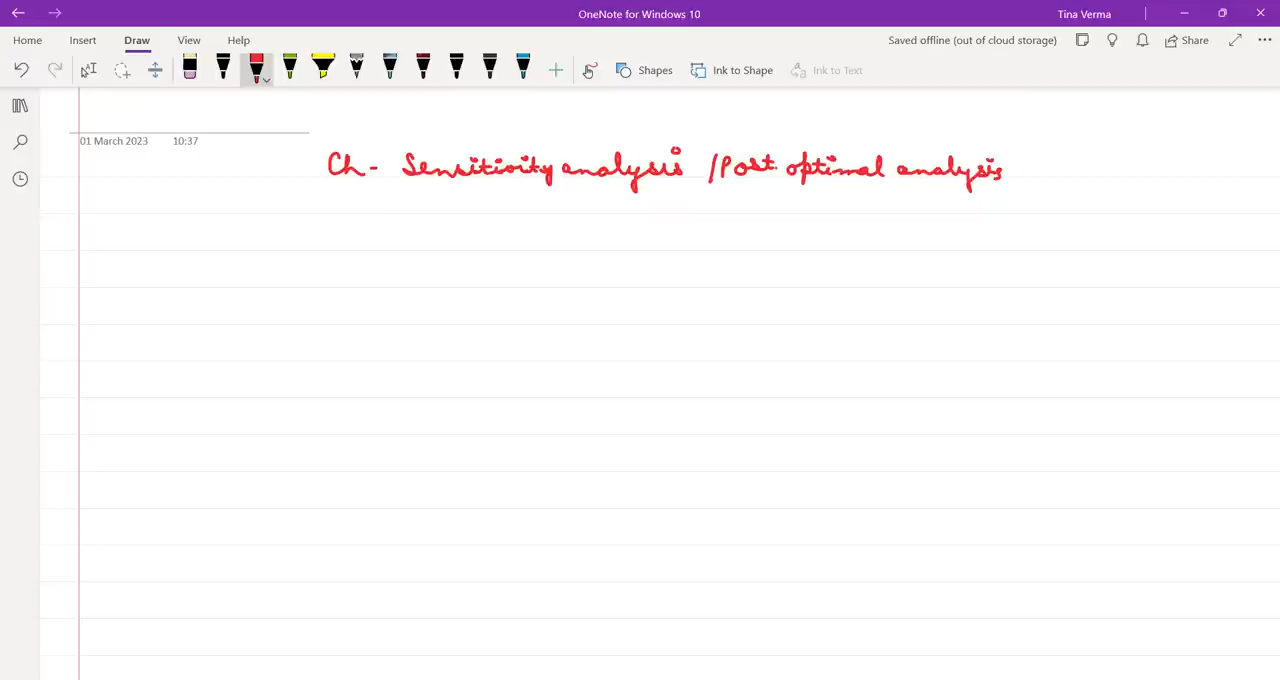 OneNote for Windows 10
Tina Verma
Home Insert Draw View Help
Saved offline (out of cloud storage)
Share
Shapes
Ink to Shape
Ink to Text
01 March 2023 10:37
Ch - Sensitivity analysis / Post optimal analysis